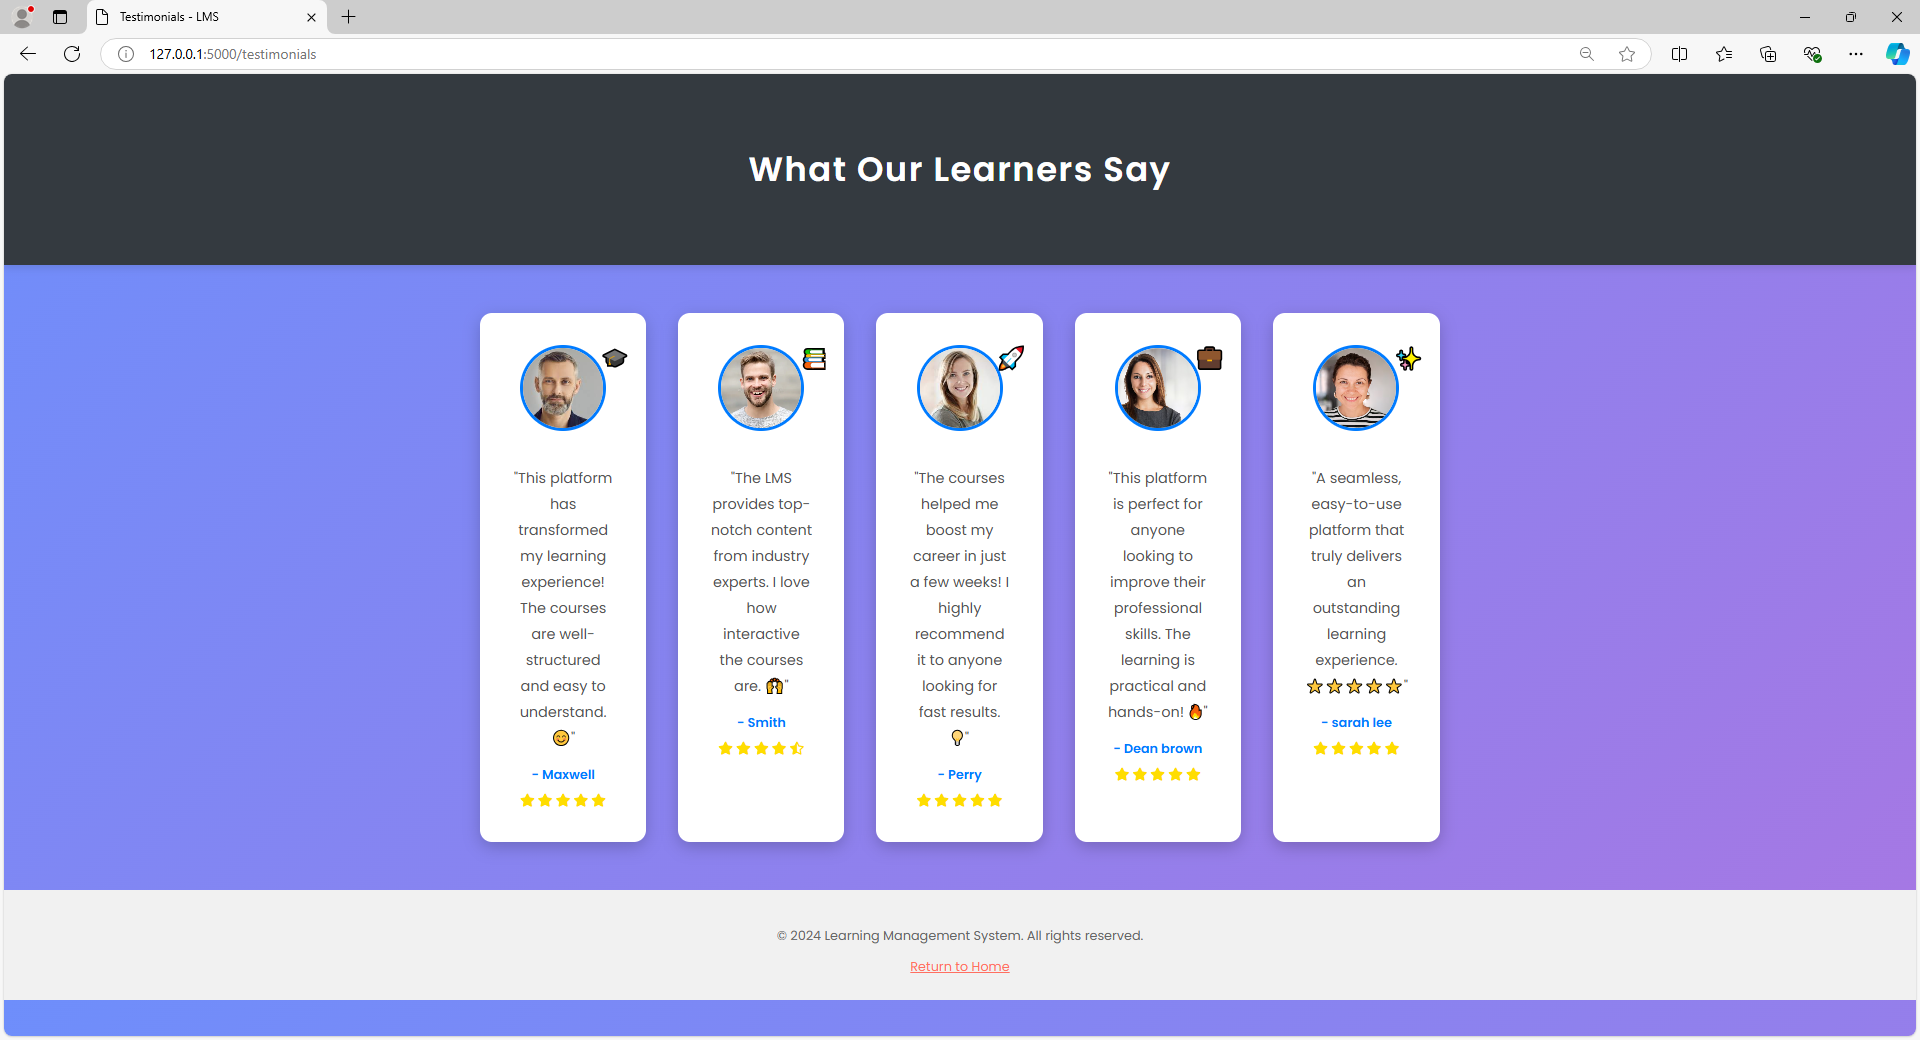 Testimonials - LMS
127.0.0.1:5000/testimonials
What Our Learners Say
"This platform
has
transformed
my learning
experience!
The courses
are well-
structured
and easy to
understand.
😊"
- Maxwell
"The LMS
provides top-
notch content
from industry
experts. I love
how
interactive
the courses
are. 🙌"
- Smith
"The courses
helped me
boost my
career in just
a few weeks! I
highly
recommend
it to anyone
looking for
fast results.
💡"
- Perry
"This platform
is perfect for
anyone
looking to
improve their
professional
skills. The
learning is
practical and
hands-on! 🔥"
- Dean brown
"A seamless,
easy-to-use
platform that
truly delivers
an
outstanding
learning
experience.
⭐⭐⭐⭐⭐"
- sarah lee
© 2024 Learning Management System. All rights reserved.
Return to Home